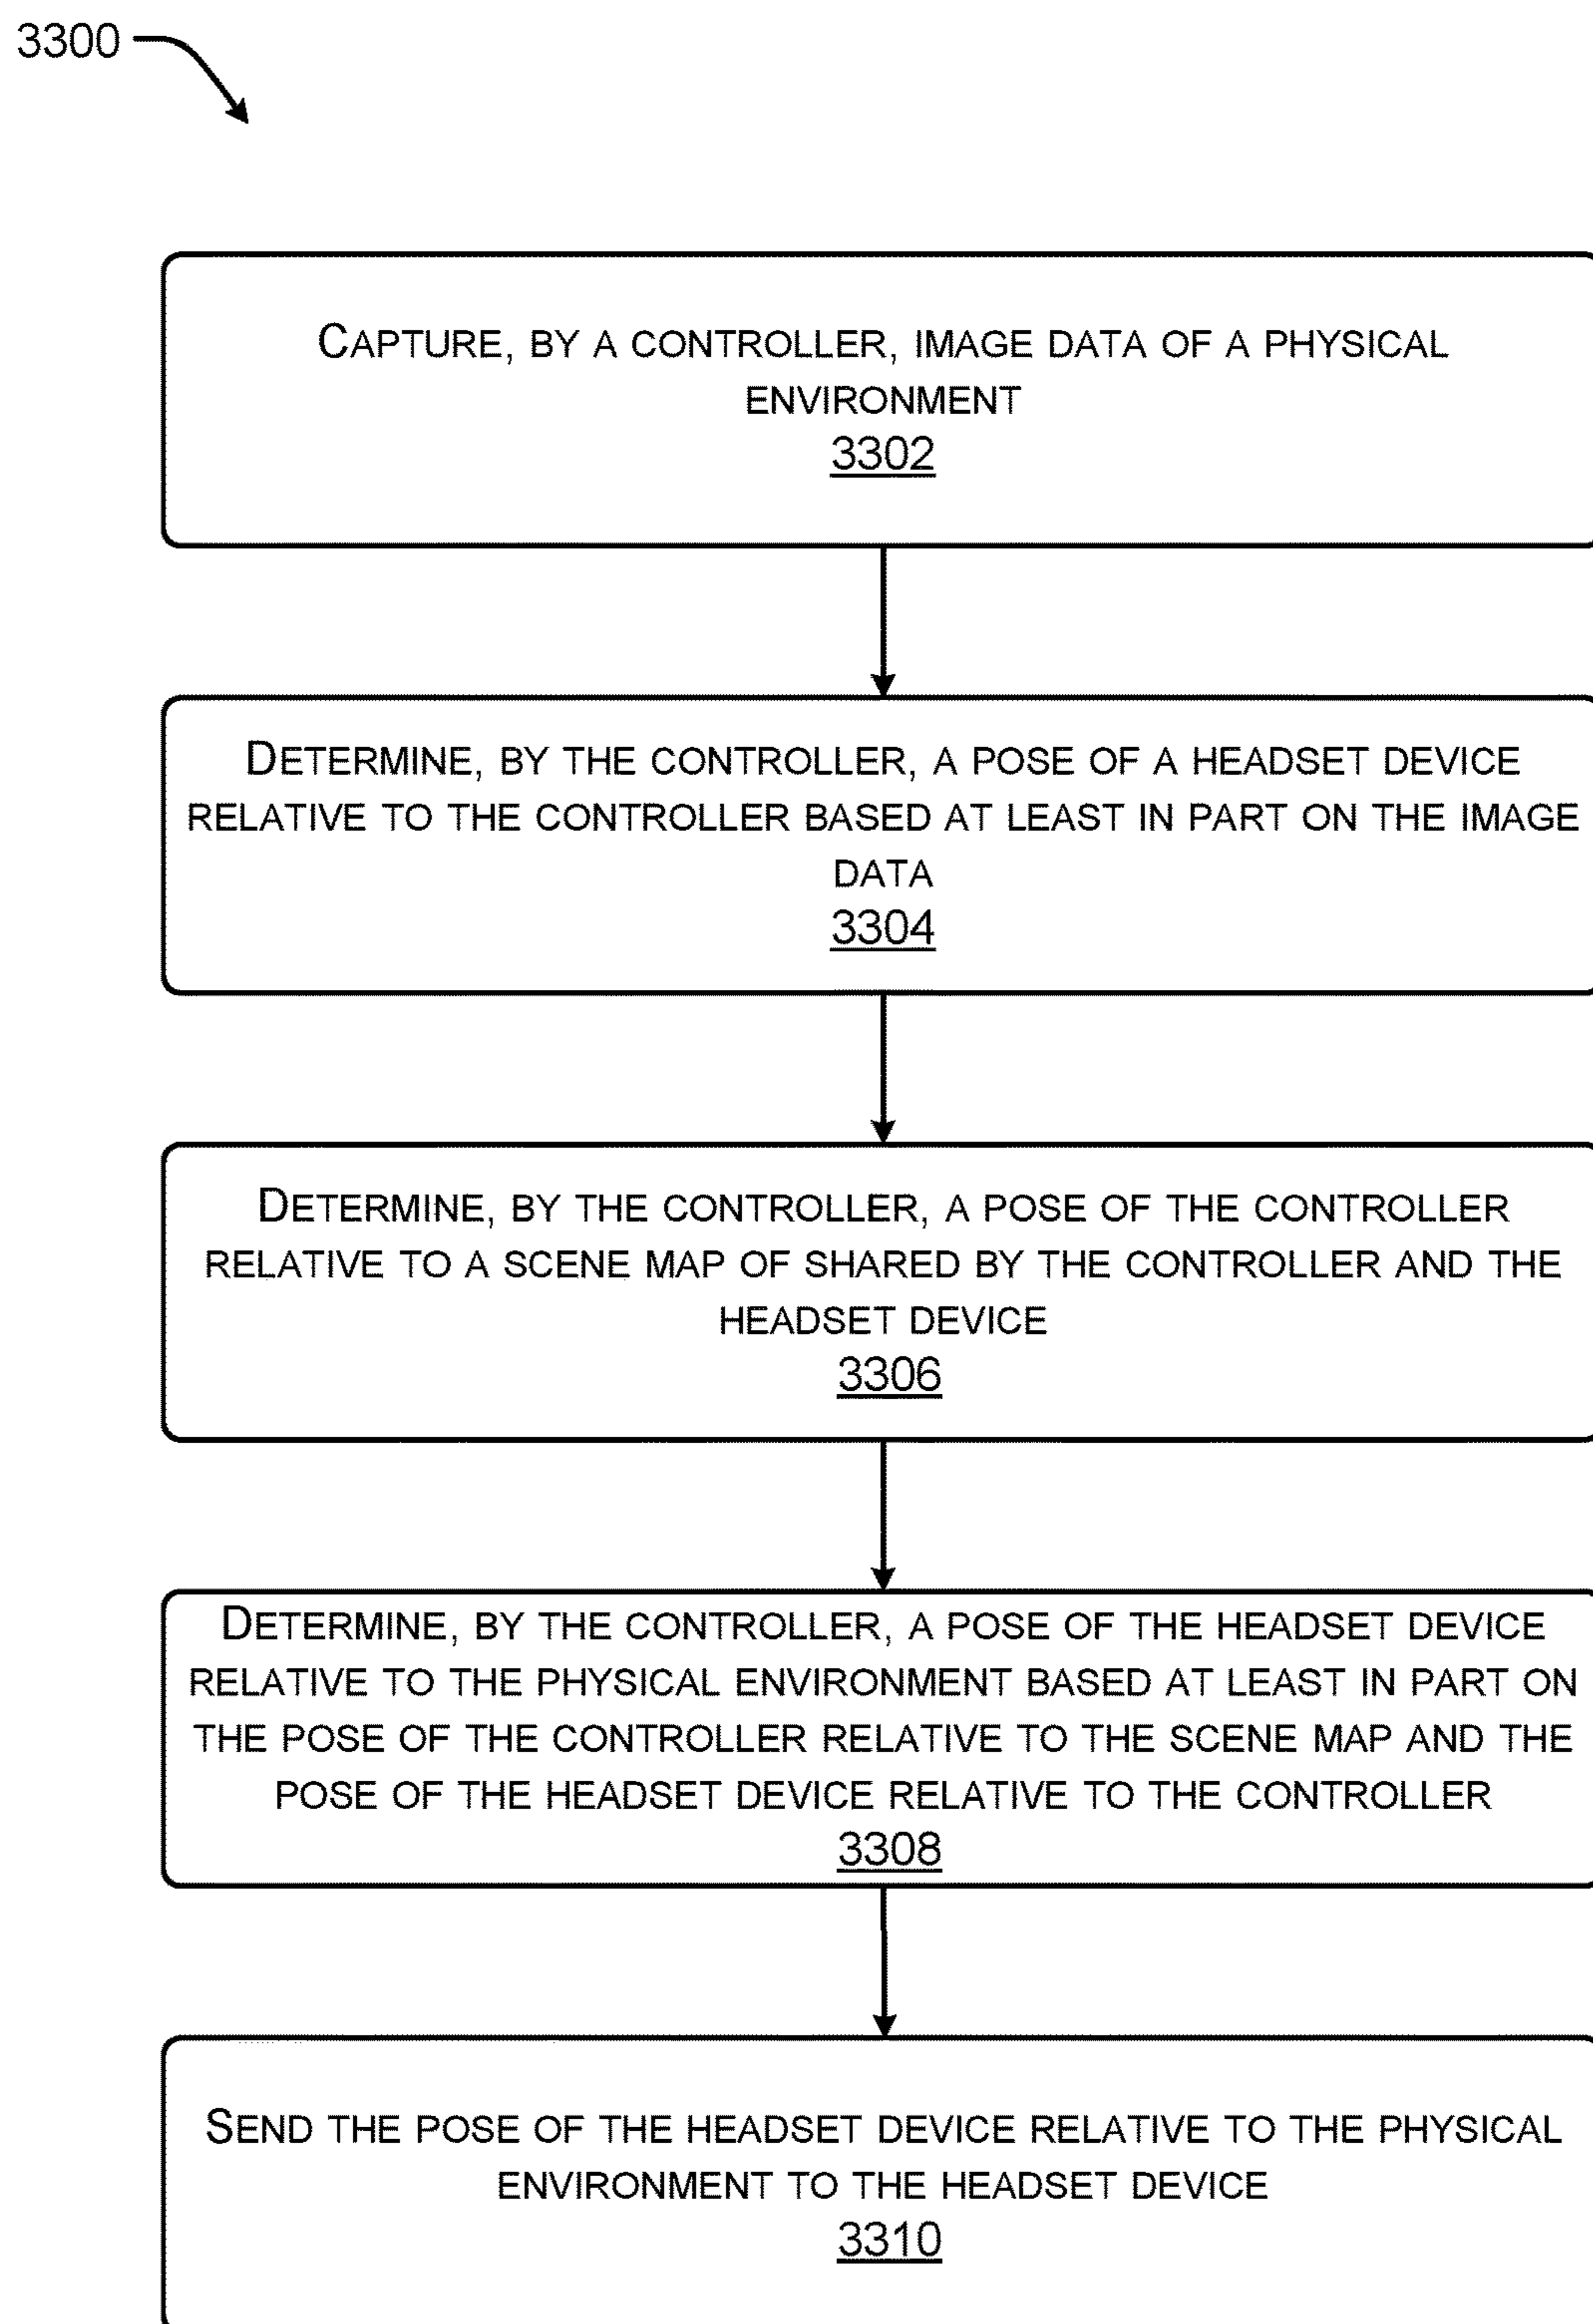 3300
CAPTURE, BY A CONTROLLER, IMAGE DATA OF A PHYSICAL
ENVIRONMENT
3302
DETERMINE, BY THE CONTROLLER, A POSE OF A HEADSET DEVICE
RELATIVE TO THE CONTROLLER BASED AT LEAST IN PART ON THE IMAGE
DATA
3304
DETERMINE, BY THE CONTROLLER, A POSE OF THE CONTROLLER
RELATIVE TO A SCENE MAP OF SHARED BY THE CONTROLLER AND THE
HEADSET DEVICE
3306
DETERMINE, BY THE CONTROLLER, A POSE OF THE HEADSET DEVICE
RELATIVE TO THE PHYSICAL ENVIRONMENT BASED AT LEAST IN PART ON
THE POSE OF THE CONTROLLER RELATIVE TO THE SCENE MAP AND THE
POSE OF THE HEADSET DEVICE RELATIVE TO THE CONTROLLER
3308
SEND THE POSE OF THE HEADSET DEVICE RELATIVE TO THE PHYSICAL
ENVIRONMENT TO THE HEADSET DEVICE
3310